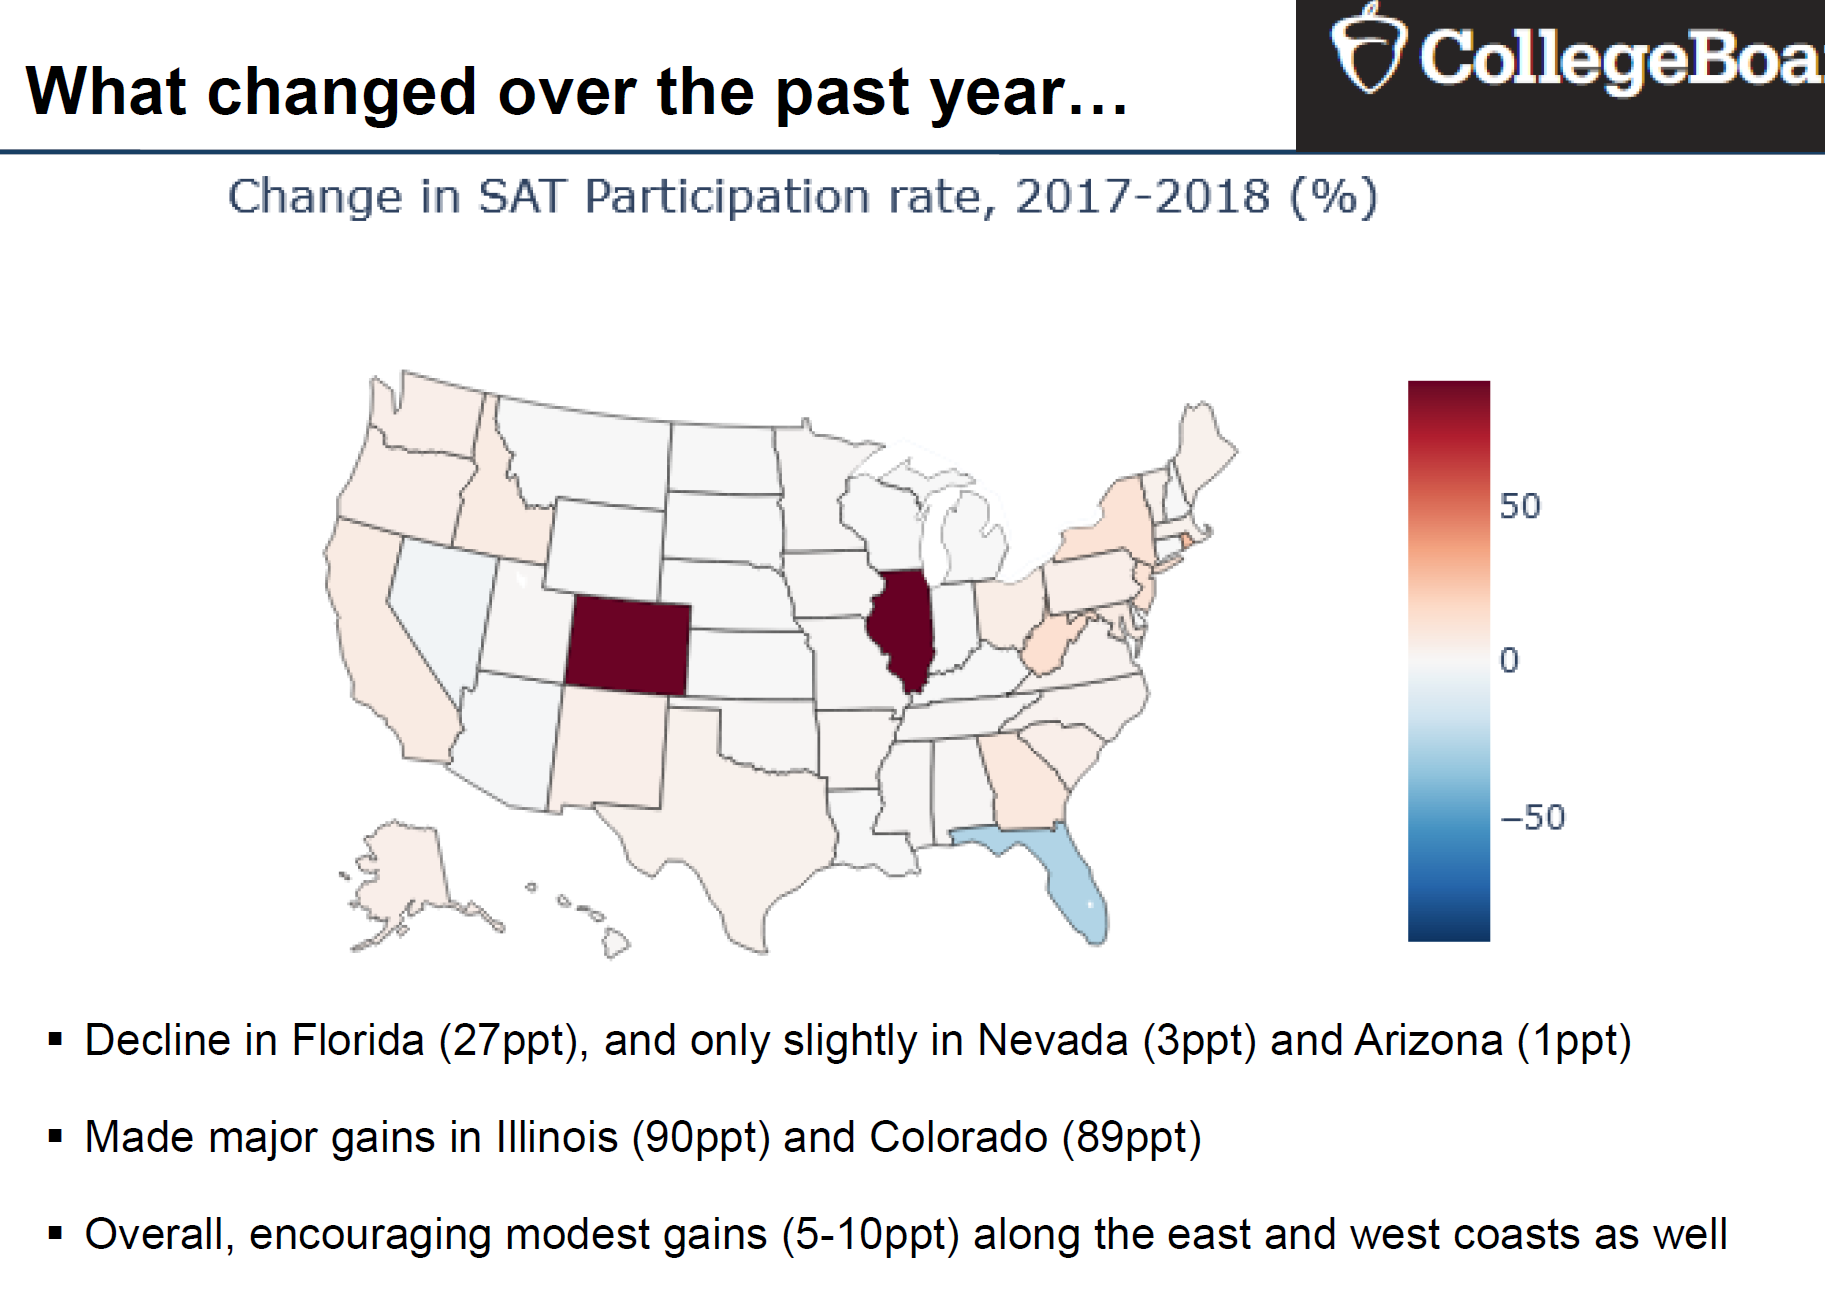 CollegeBoa
What changed over the past year…
Change in SAT Participation rate, 2017-2018 (%)
50
0
−50
▪ Decline in Florida (27ppt), and only slightly in Nevada (3ppt) and Arizona (1ppt)
▪ Made major gains in Illinois (90ppt) and Colorado (89ppt)
▪ Overall, encouraging modest gains (5-10ppt) along the east and west coasts as well